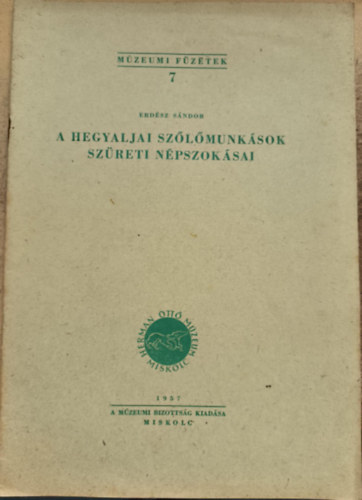 MÚZEUMI FÜZETEK
7
ERDÉSZ SÁNDOR
A HEGYALJAI SZŐLŐMUNKÁSOK
SZÜRETI NÉPSZOKÁSAI
HERMAN OTTÓ MÚZEUM
MISKOLC
1957
A MÚZEUMI BIZOTTSÁG KIADÁSA
MISKOLC